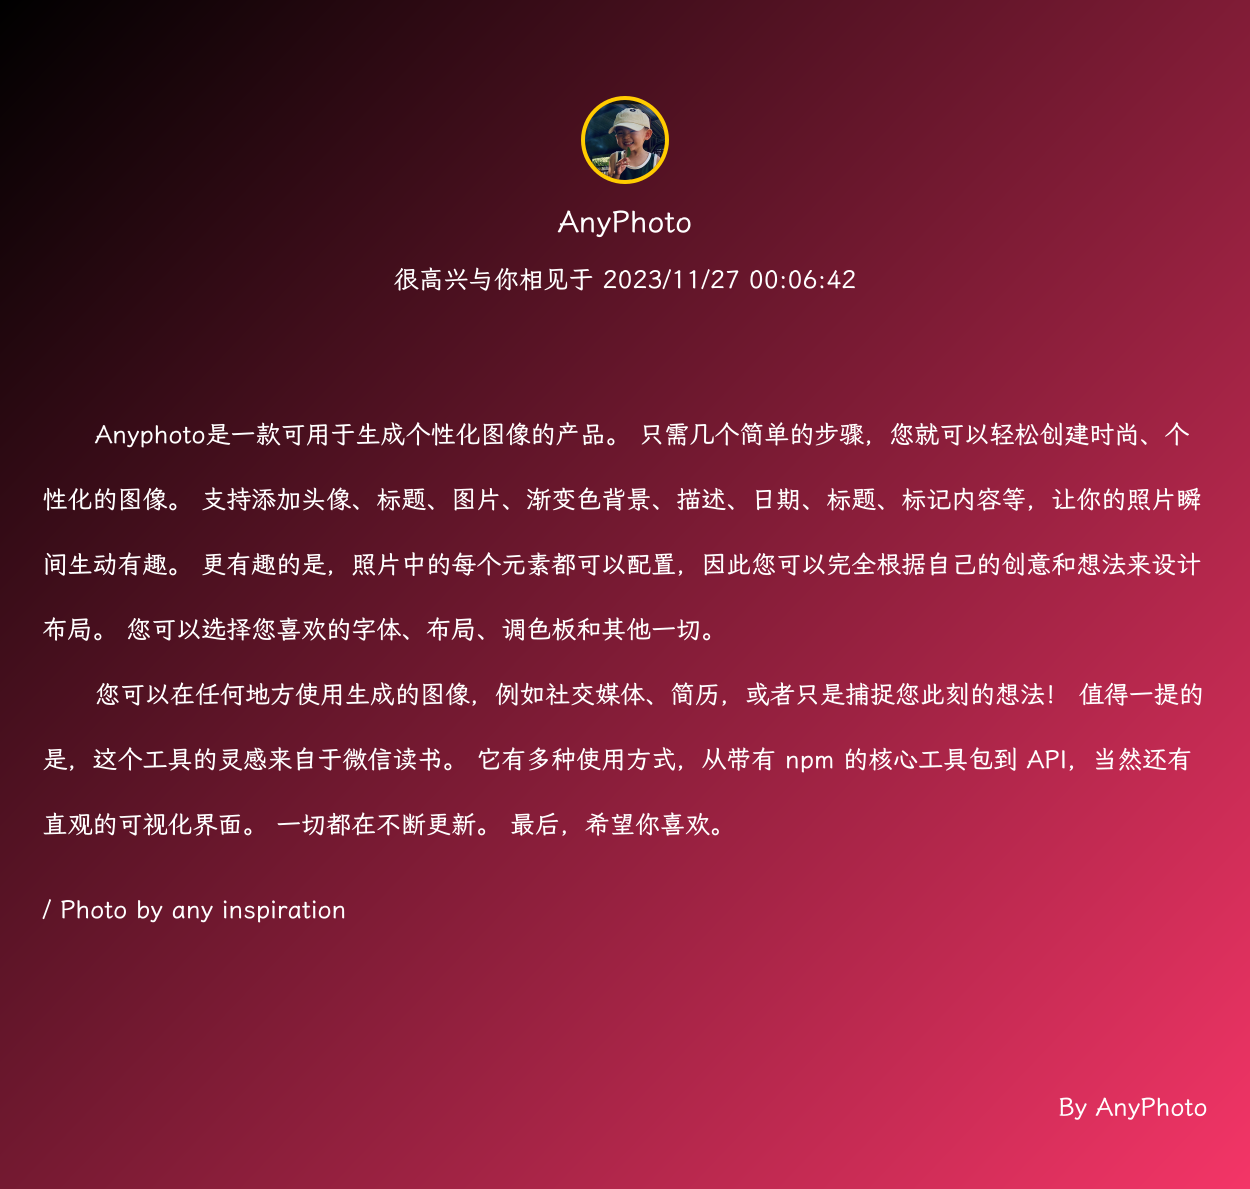 AnyPhoto
很高兴与你相见于 2023/11/27 00:06:42
Anyphoto是一款可用于生成个性化图像的产品。 只需几个简单的步骤，您就可以轻松创建时尚、个
性化的图像。 支持添加头像、标题、图片、渐变色背景、描述、日期、标题、标记内容等，让你的照片瞬
间生动有趣。 更有趣的是，照片中的每个元素都可以配置，因此您可以完全根据自己的创意和想法来设计
布局。 您可以选择您喜欢的字体、布局、调色板和其他一切。
您可以在任何地方使用生成的图像，例如社交媒体、简历，或者只是捕捉您此刻的想法！ 值得一提的
是，这个工具的灵感来自于微信读书。 它有多种使用方式，从带有 npm 的核心工具包到 API，当然还有
直观的可视化界面。 一切都在不断更新。 最后，希望你喜欢。
/ Photo by any inspiration
By AnyPhoto